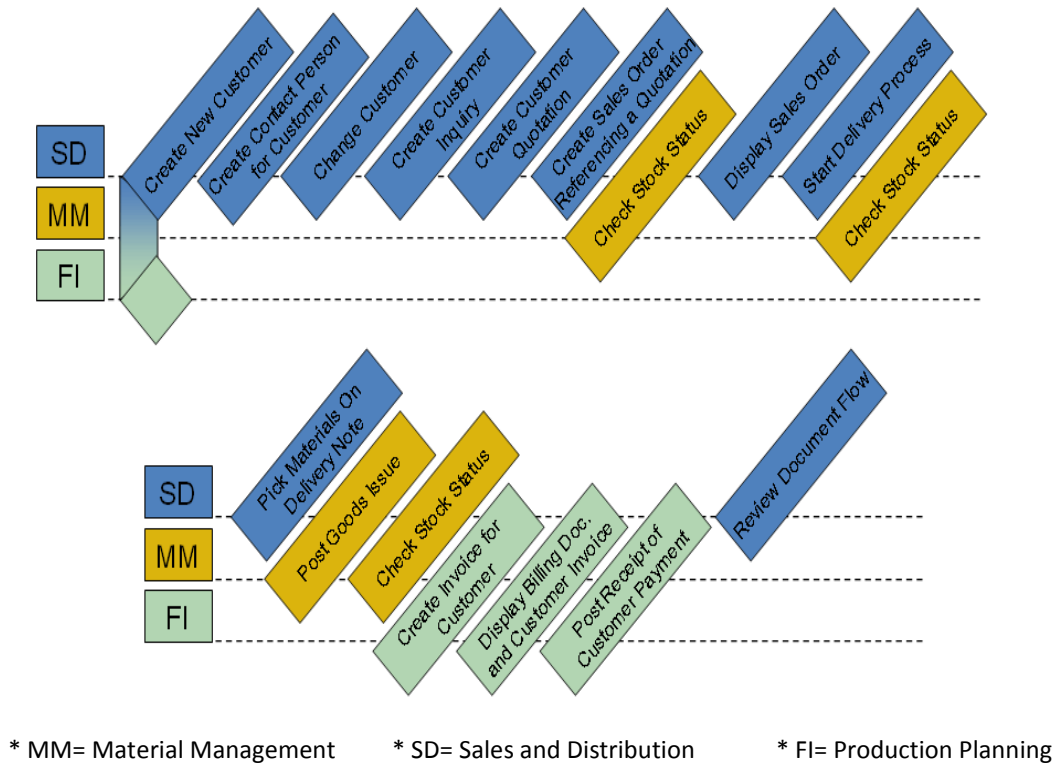 SD
MM
FI
Create New Customer
Create Contact Person
for Customer
Change Customer
Create Customer
Inquiry
Create Customer
Quotation
Create Sales Order
Referencing a Quotation
Check Stock Status
Display Sales Order
Start Delivery Process
Check Stock Status
SD
MM
FI
Pick Materials On
Delivery Note
Post Goods Issue
Check Stock Status
Create Invoice for
Customer
Display Billing Doc.
and Customer Invoice
Post Receipt of
Customer Payment
Review Document Flow
* MM= Material Management * SD= Sales and Distribution * FI= Production Planning